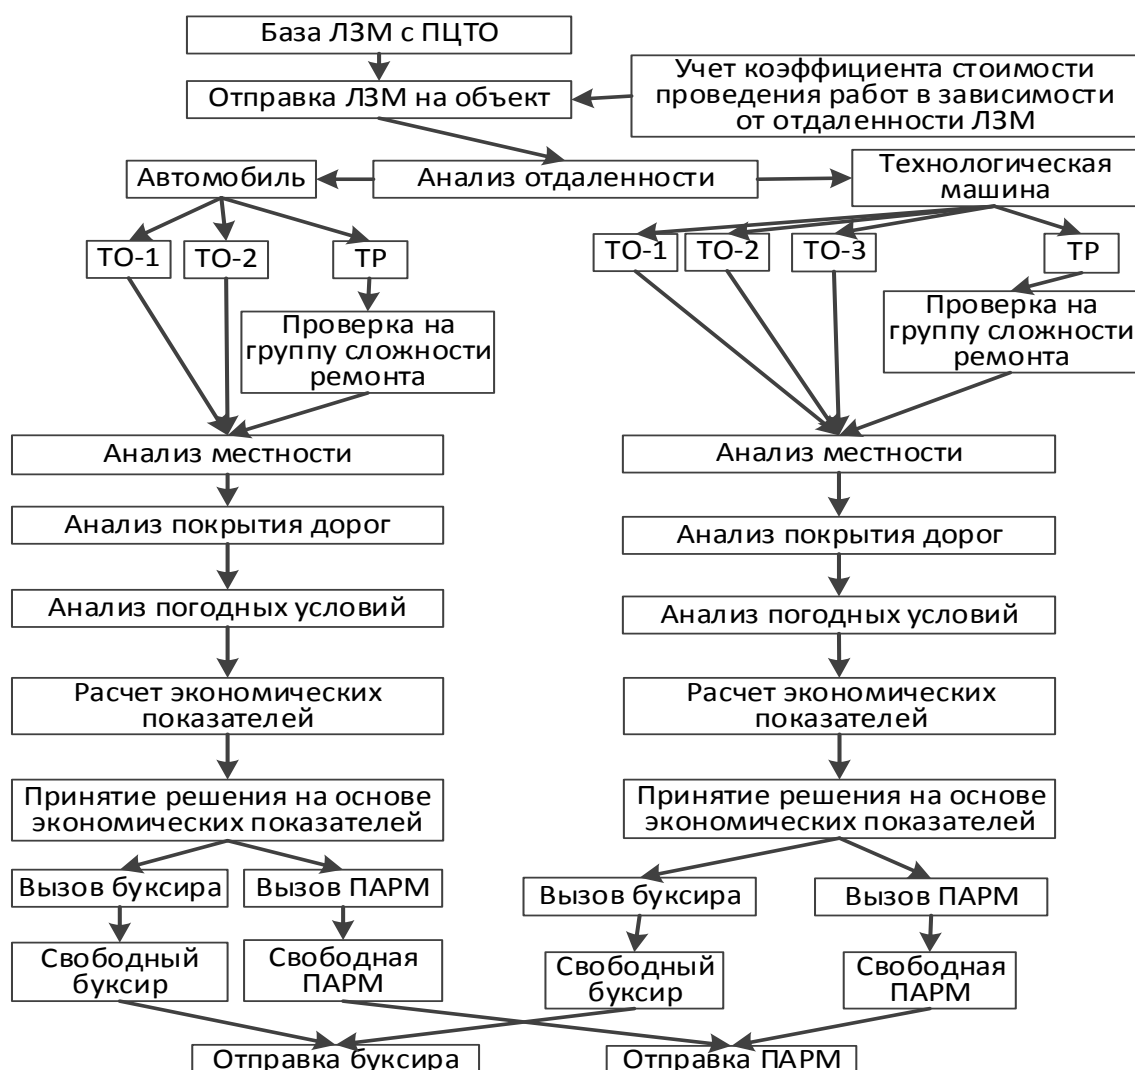 База ЛЗМ с ПЦТО
Отправка ЛЗМ на объект
Учет коэффициента стоимости
проведения работ в зависимости
от отдаленности ЛЗМ
Автомобиль
Анализ отдаленности
Технологическая
машина
ТО-1
ТО-2
ТР
ТО-1
ТО-2
ТО-3
ТР
Проверка на
группу сложности
ремонта
Проверка на
группу сложности
ремонта
Анализ местности
Анализ местности
Анализ покрытия дорог
Анализ покрытия дорог
Анализ погодных условий
Анализ погодных условий
Расчет экономических
показателей
Расчет экономических
показателей
Принятие решения на основе
экономических показателей
Принятие решения на основе
экономических показателей
Вызов буксира
Вызов ПАРМ
Вызов буксира
Вызов ПАРМ
Свободный
буксир
Свободная
ПАРМ
Свободный
буксир
Свободная
ПАРМ
Отправка буксира
Отправка ПАРМ